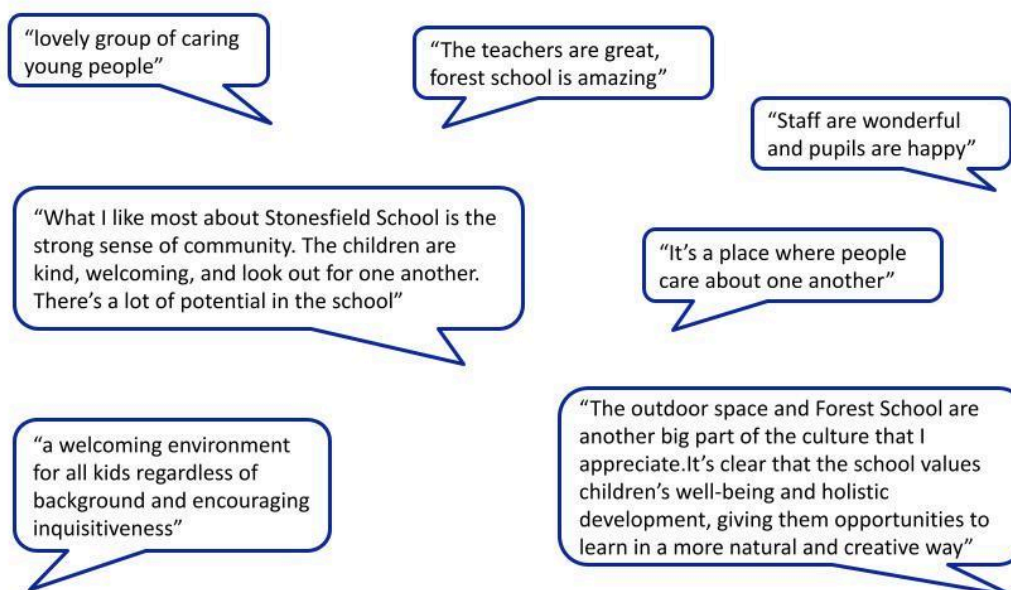 “lovely group of caring
young people”
“The teachers are great,
forest school is amazing”
“Staff are wonderful
and pupils are happy”
“What I like most about Stonesfield School is the
strong sense of community. The children are
kind, welcoming, and look out for one another.
There’s a lot of potential in the school”
“It’s a place where people
care about one another”
“a welcoming environment
for all kids regardless of
background and encouraging
inquisitiveness”
“The outdoor space and Forest School are
another big part of the culture that I
appreciate.It’s clear that the school values
children’s well-being and holistic
development, giving them opportunities to
learn in a more natural and creative way”